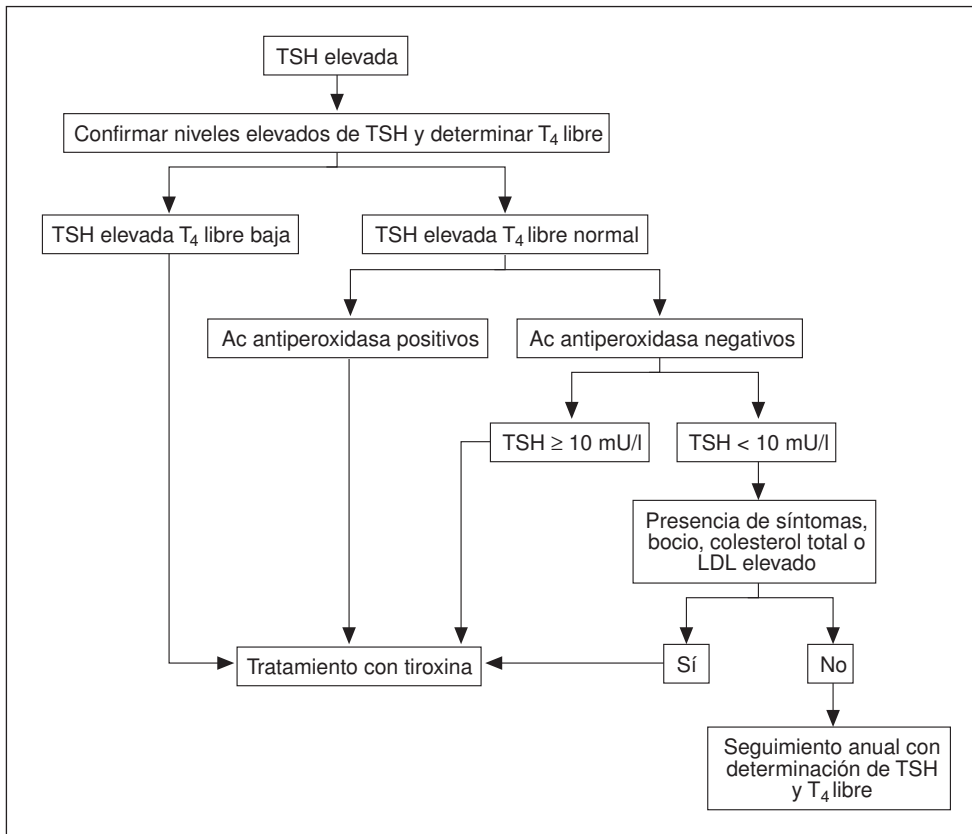 TSH elevada
Confirmar niveles elevados de TSH y determinar T₄ libre
TSH elevada T₄ libre baja
TSH elevada T₄ libre normal
Ac antiperoxidasa positivos
Ac antiperoxidasa negativos
TSH ≥ 10 mU/l
TSH < 10 mU/l
Presencia de síntomas,
bocio, colesterol total o
LDL elevado
Tratamiento con tiroxina
Sí
No
Seguimiento anual con
determinación de TSH
y T₄ libre